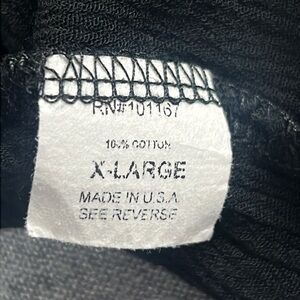 RN#101167
100% COTTON
X-LARGE
MADE IN U.S.A.
SEE REVERSE